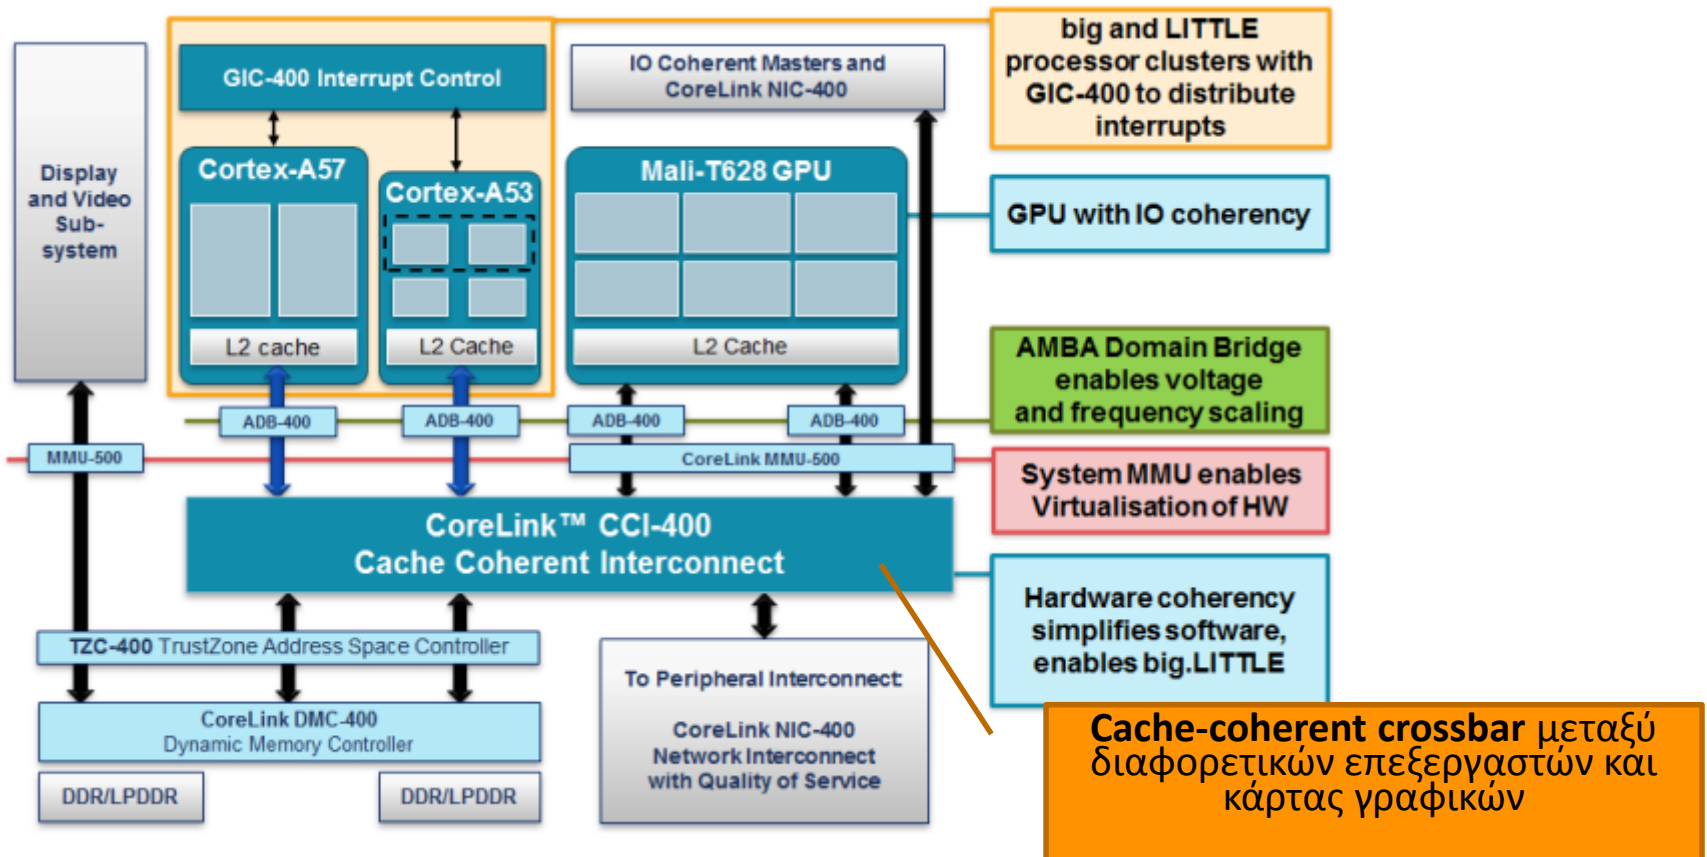 Display
and Video
Sub-
system
GIC-400 Interrupt Control
Cortex-A57
L2 cache
Cortex-A53
L2 Cache
IO Coherent Masters and
CoreLink NIC-400
Mali-T628 GPU
L2 Cache
big and LITTLE
processor clusters with
GIC-400 to distribute
interrupts
GPU with IO coherency
AMBA Domain Bridge
enables voltage
and frequency scaling
ADB-400
ADB-400
ADB-400
ADB-400
MMU-500
CoreLink MMU-500
System MMU enables
Virtualisation of HW
CoreLink™ CCI-400
Cache Coherent Interconnect
Hardware coherency
simplifies software,
enables big.LITTLE
TZC-400 TrustZone Address Space Controller
CoreLink DMC-400
Dynamic Memory Controller
DDR/LPDDR
DDR/LPDDR
To Peripheral Interconnect:
CoreLink NIC-400
Network Interconnect
with Quality of Service
Cache-coherent crossbar μεταξύ
διαφορετικών επεξεργαστών και
κάρτας γραφικών